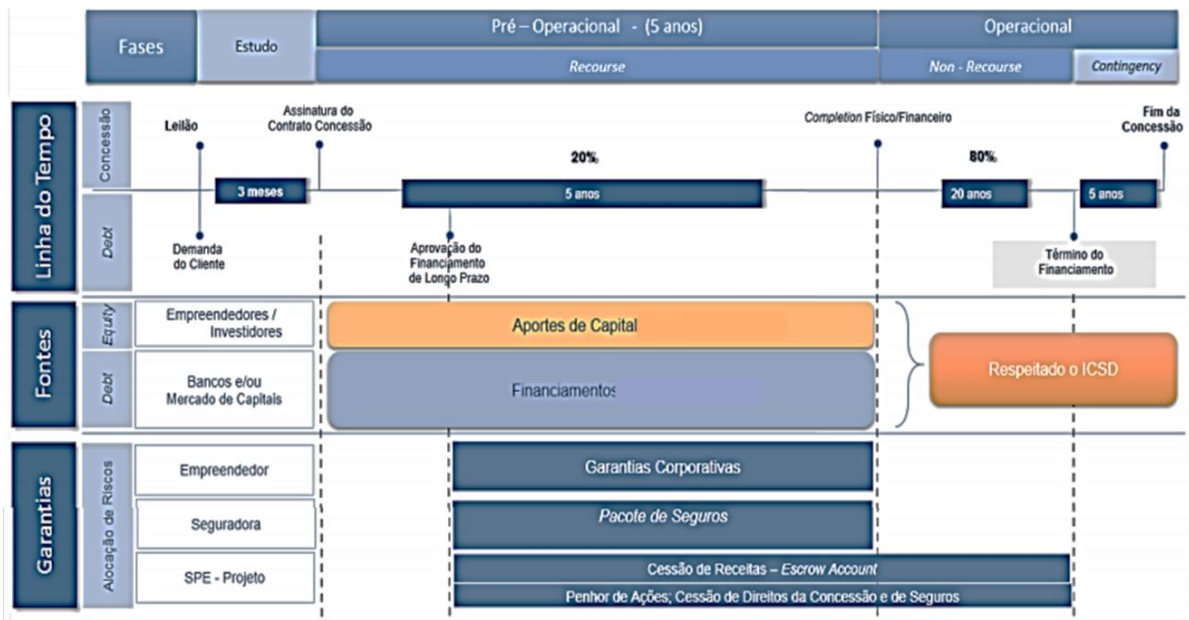 Fases
Estudo
Pré – Operacional - (5 anos)
Operacional
Recourse
Non - Recourse
Contingency
Linha do Tempo
Concessão
Debt
Leilão
Assinatura do
Contrato Concessão
Completion Físico/Financeiro
Fim da
Concessão
20%
80%
3 meses
5 anos
20 anos
5 anos
Demanda
do Cliente
Aprovação do
Financiamento
de Longo Prazo
Término do
Financiamento
Fontes
Equity
Empreendedores /
Investidores
Aportes de Capital
Debt
Bancos e/ou
Mercado de Capitais
Financiamentos
Respeitado o ICSD
Garantias
Alocação de Riscos
Empreendedor
Garantias Corporativas
Seguradora
Pacote de Seguros
SPE - Projeto
Cessão de Receitas – Escrow Account
Penhor de Ações; Cessão de Direitos da Concessão e de Seguros